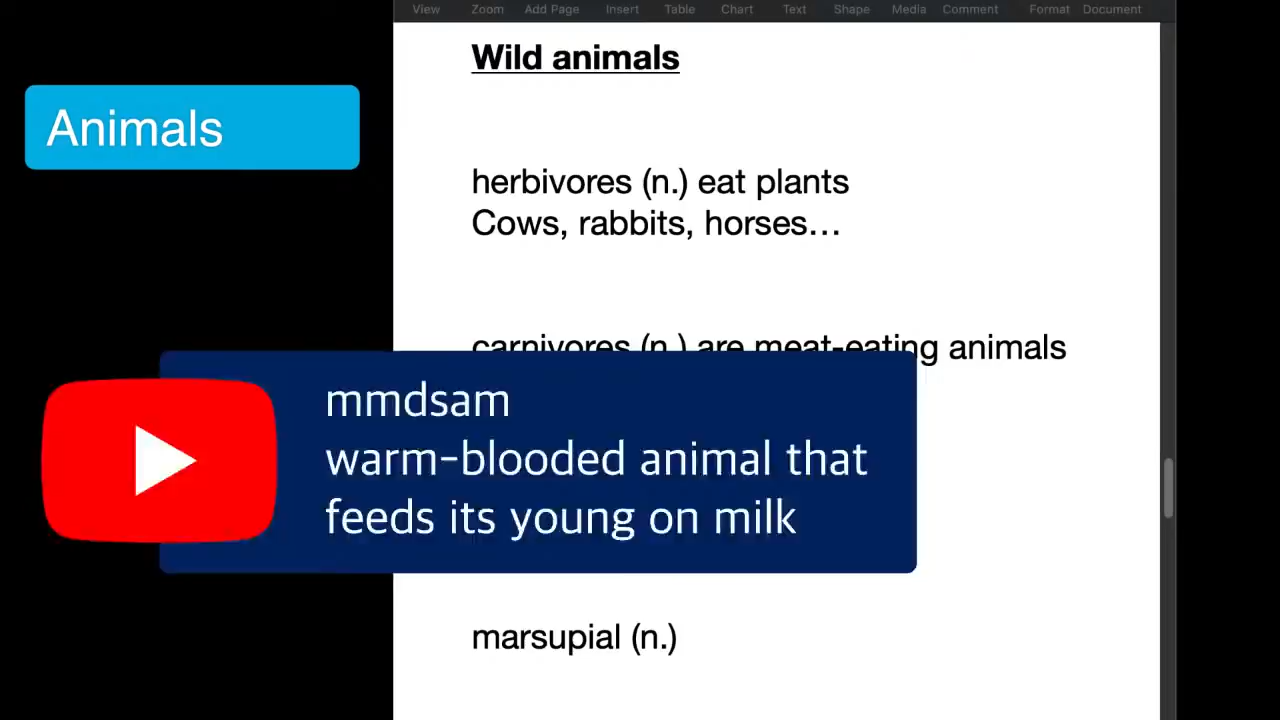 View Zoom Add Page Insert Table Chart Text Shape Media Comment Format Document
Wild animals
Animals
herbivores (n.) eat plants
Cows, rabbits, horses…
carnivores (n.) are meat-eating animals
mmdsam
warm-blooded animal that
feeds its young on milk
marsupial (n.)